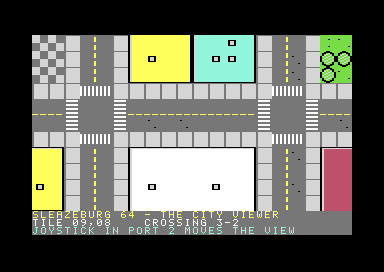 SLEAZEBURG 64 - THE CITY VIEWER
TILE 09,08    CROSSING 3-2
JOYSTICK IN PORT 2 MOVES THE VIEW